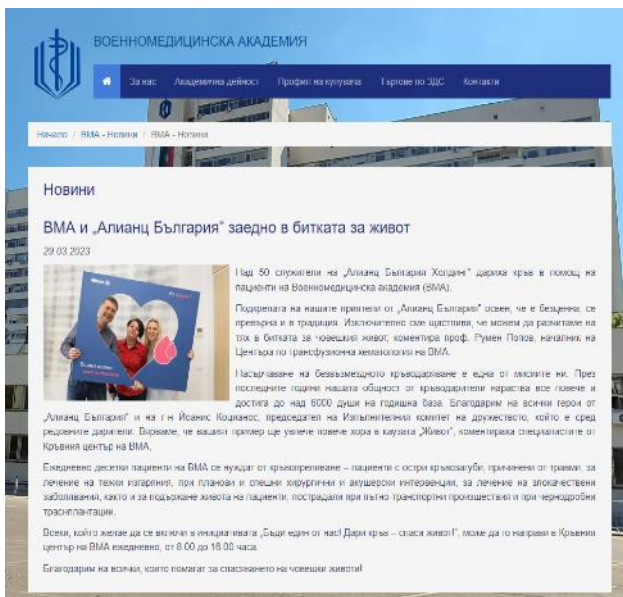 ВОЕННОМЕДИЦИНСКА АКАДЕМИЯ
За нас Академична дейност Профил на купувача Търгове по ЗДС Контакти
Начало / ВМА - Новини / ВМА - Новини
Новини
ВМА и „Алианц България“ заедно в битката за живот
29.03.2023
Над 50 служители на „Алианц България Холдинг“ дариха кръв в помощ на
пациенти на Военномедицинска академия (ВМА).
Подкрепата на нашите приятели от „Алианц България“ освен, че е безценна, се
превърна и в традиция. Изключително сме щастливи, че можем да разчитаме на
тях в битката за човешкия живот, коментира проф. Румен Попов, началник на
Центъра по трансфузионна хематология на ВМА.
Насърчаване на безвъзмездното кръводаряване е една от мисиите ни. През
последните години нашата общност от кръводарители нараства все повече и
достига до над 6000 души на годишна база. Благодарим на всички герои от
„Алианц България“ и на г-н Йоанис Коцианос, председател на Изпълнителния комитет на дружеството, който е сред
редовните дарители. Вярваме, че вашият пример ще увлече повече хора в каузата „Живот“, коментираха специалистите от
Кръвния център на ВМА.
Ежедневно десетки пациенти на ВМА се нуждат от кръвопреливане – пациенти с остри кръвозагуби, причинени от травми, за
лечение на тежки изгаряния, при планови и спешни хирургични и акушерски интервенции, за лечение на злокачествени
заболявания, както и за поддържане живота на пациенти, пострадали при пътно транспортни произшествия и при чернодробни
трасплантации.
Всеки, който желае да се включи в инициативата „Бъди един от нас! Дари кръв – спаси живот!“, може да го направи в Кръвния
център на ВМА ежедневно, от 8.00 до 16.00 часа.
Благодарим на всички, които помагат за спасяването на човешки животи!